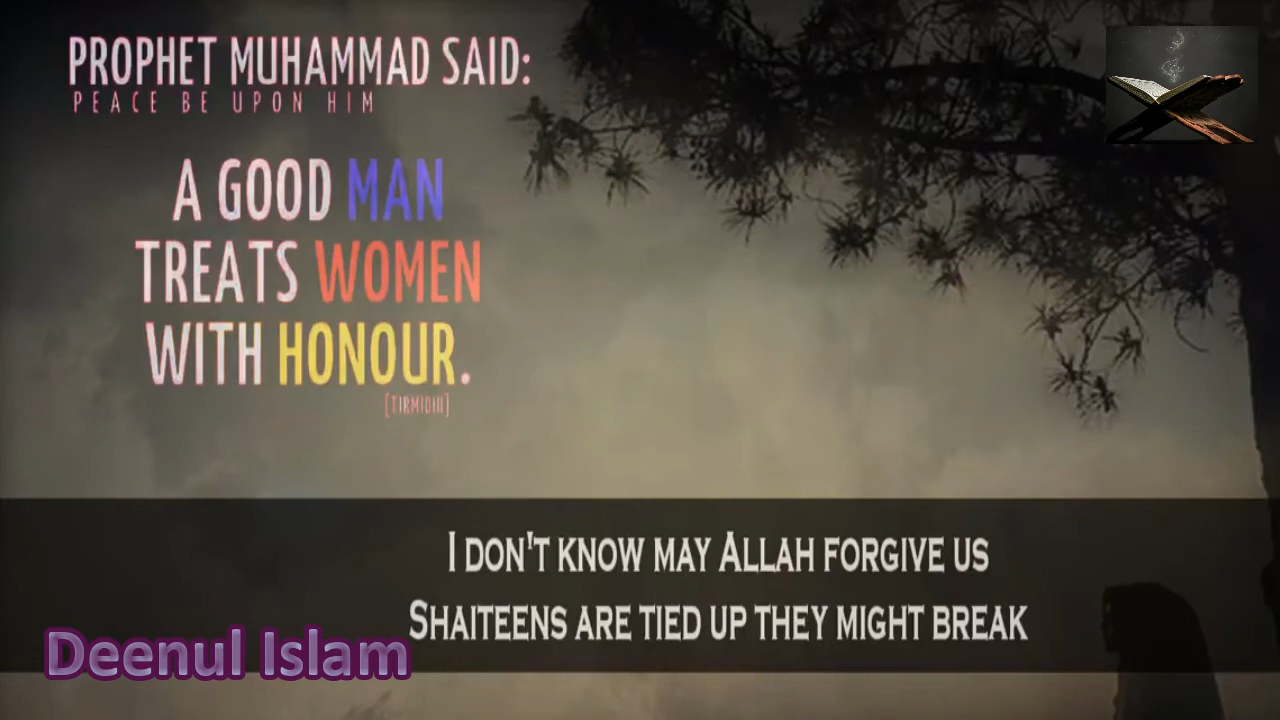 PROPHET MUHAMMAD SAID:
PEACE BE UPON HIM
A GOOD MAN
TREATS WOMEN
WITH HONOUR.
[TIRMIDHI]
I DON'T KNOW MAY ALLAH FORGIVE US
SHAITEENS ARE TIED UP THEY MIGHT BREAK
Deenul Islam